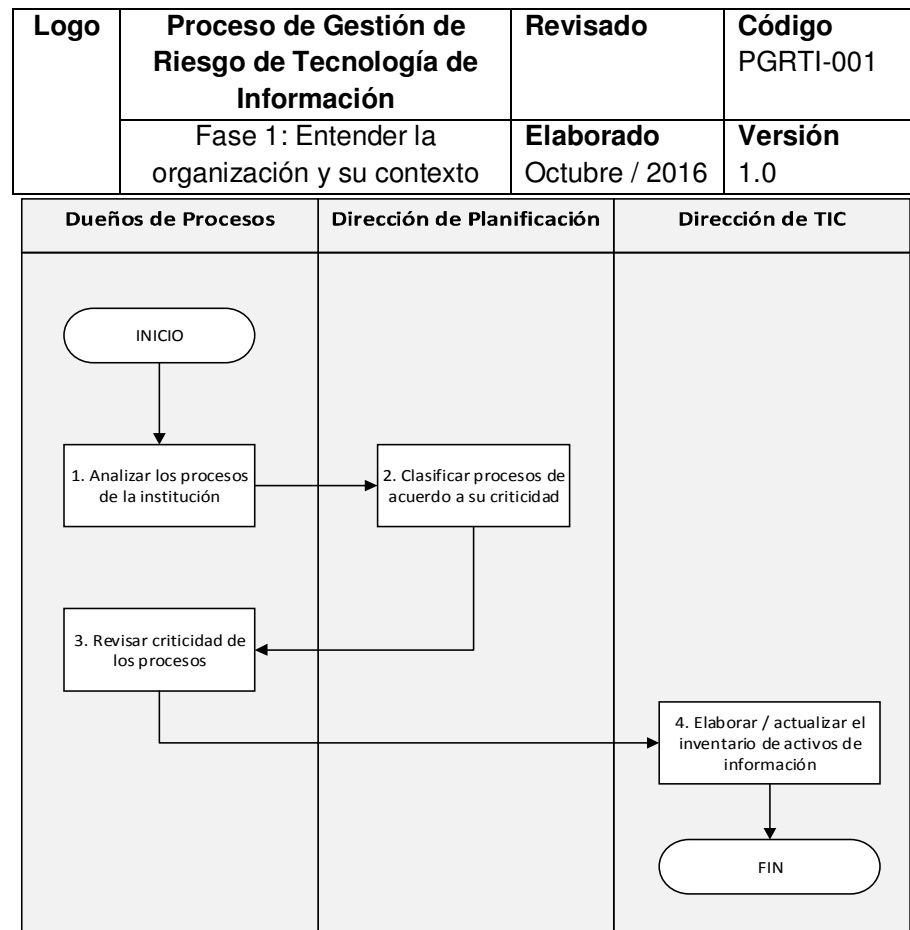 Logo
Proceso de Gestión de
Riesgo de Tecnología de
Información
Revisado
Código
PGRTI-001
Fase 1: Entender la
organización y su contexto
Elaborado
Octubre / 2016
Versión
1.0
Dueños de Procesos
Dirección de Planificación
Dirección de TIC
INICIO
1. Analizar los procesos
de la institución
2. Clasificar procesos de
acuerdo a su criticidad
3. Revisar criticidad de
los procesos
4. Elaborar / actualizar el
inventario de activos de
información
FIN